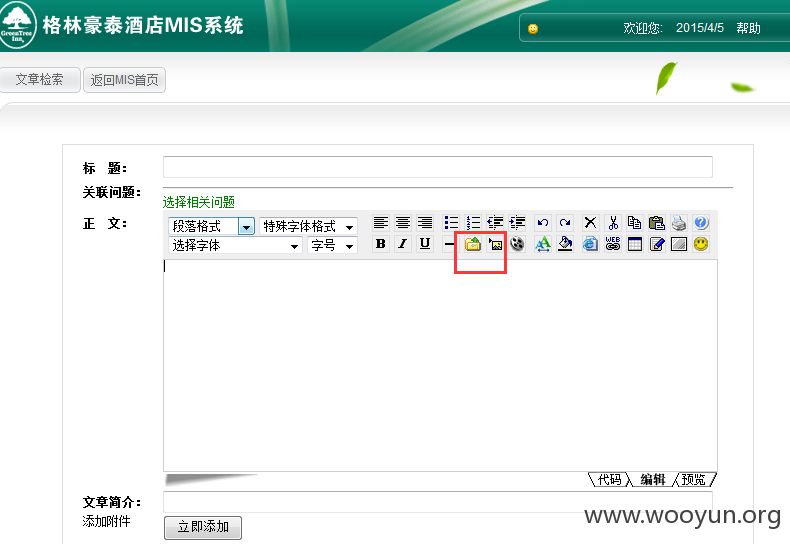 格林豪泰酒店MIS系统
GreenTree
Inn
欢迎您: 2015/4/5 帮助
文章检索 返回MIS首页
标 题:
关联问题:
选择相关问题
正 文:
段落格式 特殊字体格式
选择字体 字号 B I U
WEB
代码 编辑 预览
文章简介:
添加附件 立即添加
www.wooyun.org